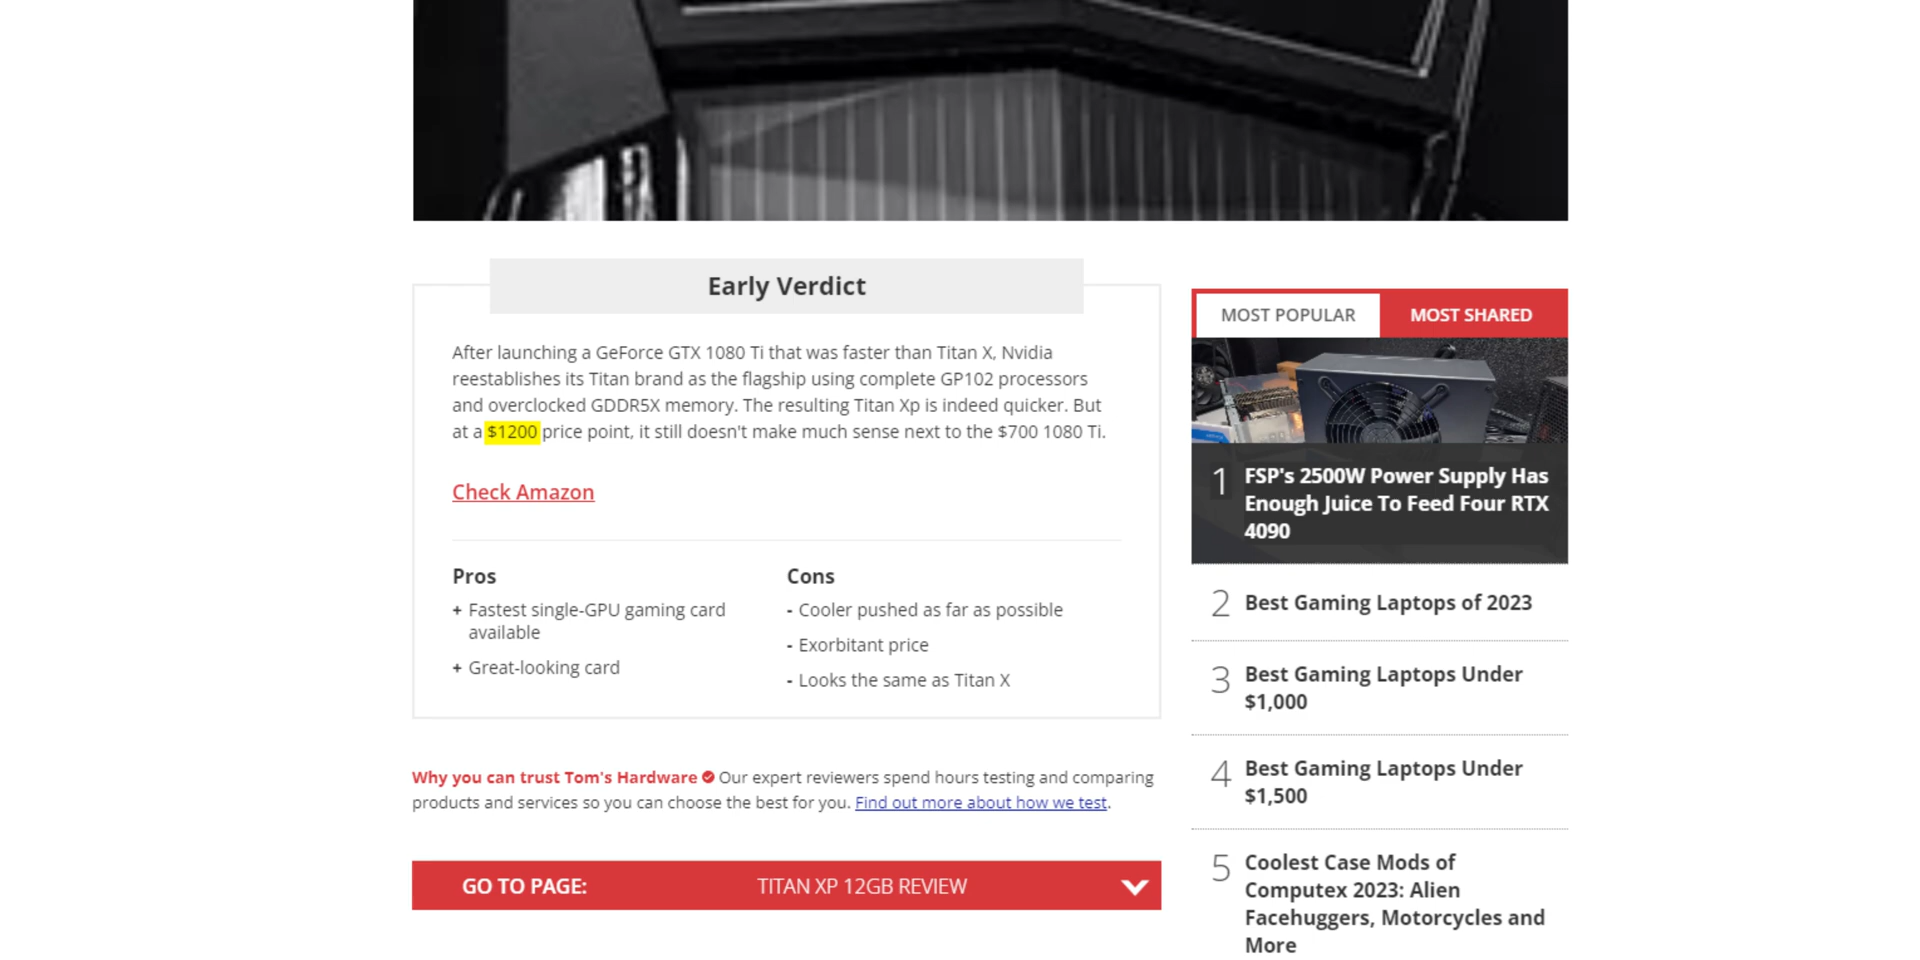 Early Verdict
After launching a GeForce GTX 1080 Ti that was faster than Titan X, Nvidia
reestablishes its Titan brand as the flagship using complete GP102 processors
and overclocked GDDR5X memory. The resulting Titan Xp is indeed quicker. But
at a $1200 price point, it still doesn't make much sense next to the $700 1080 Ti.
Check Amazon
Pros
+ Fastest single-GPU gaming card
available
+ Great-looking card
Cons
- Cooler pushed as far as possible
- Exorbitant price
- Looks the same as Titan X
Why you can trust Tom's Hardware Our expert reviewers spend hours testing and comparing
products and services so you can choose the best for you. Find out more about how we test.
GO TO PAGE: TITAN XP 12GB REVIEW
MOST POPULAR MOST SHARED
1 FSP's 2500W Power Supply Has
Enough Juice To Feed Four RTX
4090
2 Best Gaming Laptops of 2023
3 Best Gaming Laptops Under
$1,000
4 Best Gaming Laptops Under
$1,500
5 Coolest Case Mods of
Computex 2023: Alien
Facehuggers, Motorcycles and
More